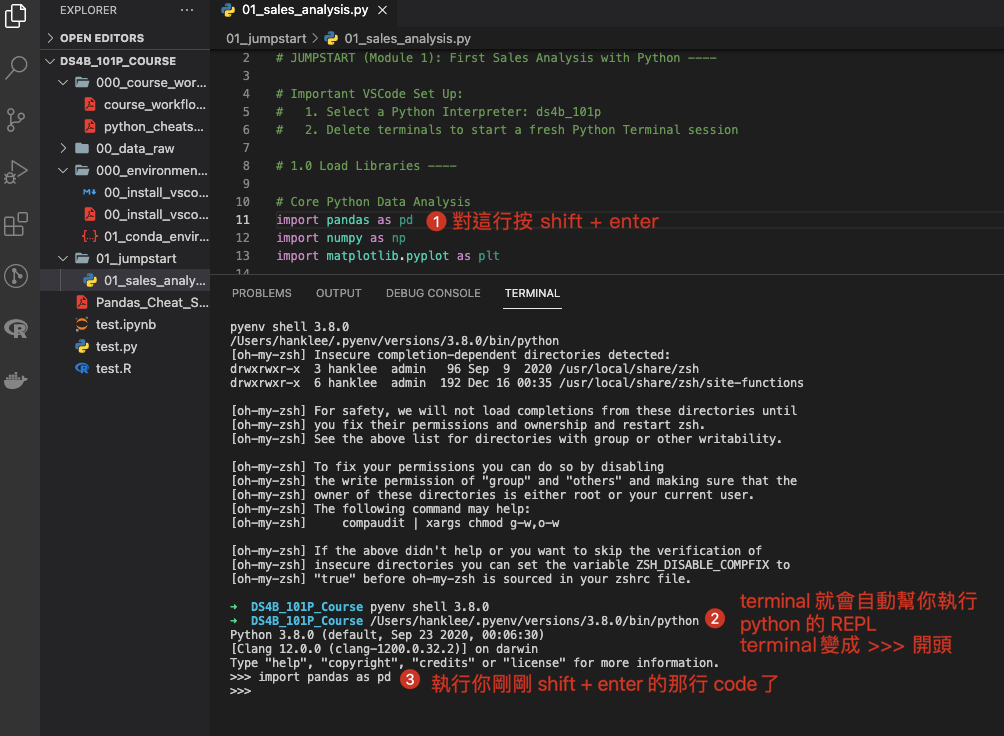 EXPLORER
···
01_sales_analysis.py
OPEN EDITORS
DS4B_101P_COURSE
000_course_wor...
course_workflo...
python_cheats...
00_data_raw
000_environmen...
00_install_vsco...
00_install_vsco...
01_conda_envir...
01_jumpstart
01_sales_analy...
Pandas_Cheat_S...
test.ipynb
test.py
test.R
01_jumpstart > 01_sales_analysis.py
2 # JUMPSTART (Module 1): First Sales Analysis with Python ----
3
4 # Important VSCode Set Up:
5 #   1. Select a Python Interpreter: ds4b_101p
6 #   2. Delete terminals to start a fresh Python Terminal session
7
8 # 1.0 Load Libraries ----
9
10 # Core Python Data Analysis
11 import pandas as pd
1 對這行按 shift + enter
12 import numpy as np
13 import matplotlib.pyplot as plt
14
PROBLEMS OUTPUT DEBUG CONSOLE TERMINAL
pyenv shell 3.8.0
/Users/hanklee/.pyenv/versions/3.8.0/bin/python
[oh-my-zsh] Insecure completion-dependent directories detected:
drwxrwxr-x  3 hanklee  admin   96 Sep  9  2020 /usr/local/share/zsh
drwxrwxr-x  6 hanklee  admin  192 Dec 16 00:35 /usr/local/share/zsh/site-functions
[oh-my-zsh] For safety, we will not load completions from these directories until
[oh-my-zsh] you fix their permissions and ownership and restart zsh.
[oh-my-zsh] See the above list for directories with group or other writability.
[oh-my-zsh] To fix your permissions you can do so by disabling
[oh-my-zsh] the write permission of "group" and "others" and making sure that the
[oh-my-zsh] owner of these directories is either root or your current user.
[oh-my-zsh] The following command may help:
[oh-my-zsh]     compaudit | xargs chmod g-w,o-w
[oh-my-zsh] If the above didn't help or you want to skip the verification of
[oh-my-zsh] insecure directories you can set the variable ZSH_DISABLE_COMPFIX to
[oh-my-zsh] "true" before oh-my-zsh is sourced in your zshrc file.
➜  DS4B_101P_Course pyenv shell 3.8.0
➜  DS4B_101P_Course /Users/hanklee/.pyenv/versions/3.8.0/bin/python
2 terminal 就會自動幫你執行
python 的 REPL
terminal 變成 >>> 開頭
Python 3.8.0 (default, Sep 23 2020, 00:06:30)
[Clang 12.0.0 (clang-1200.0.32.2)] on darwin
Type "help", "copyright", "credits" or "license" for more information.
>>> import pandas as pd
3 執行你剛剛 shift + enter 的那行 code 了
>>>